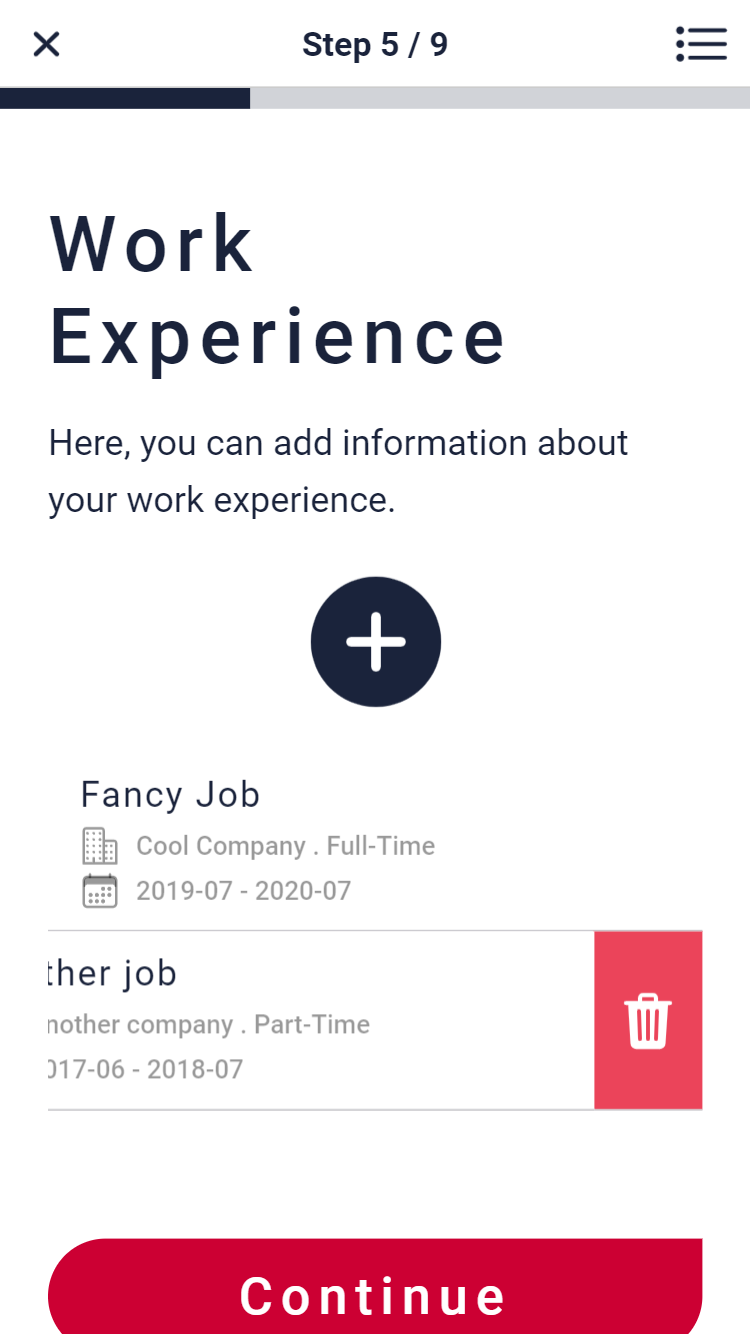 Step 5 / 9
Work
Experience
Here, you can add information about
your work experience.
Fancy Job
Cool Company . Full-Time
2019-07 - 2020-07
ther job
nother company . Part-Time
017-06 - 2018-07
Continue